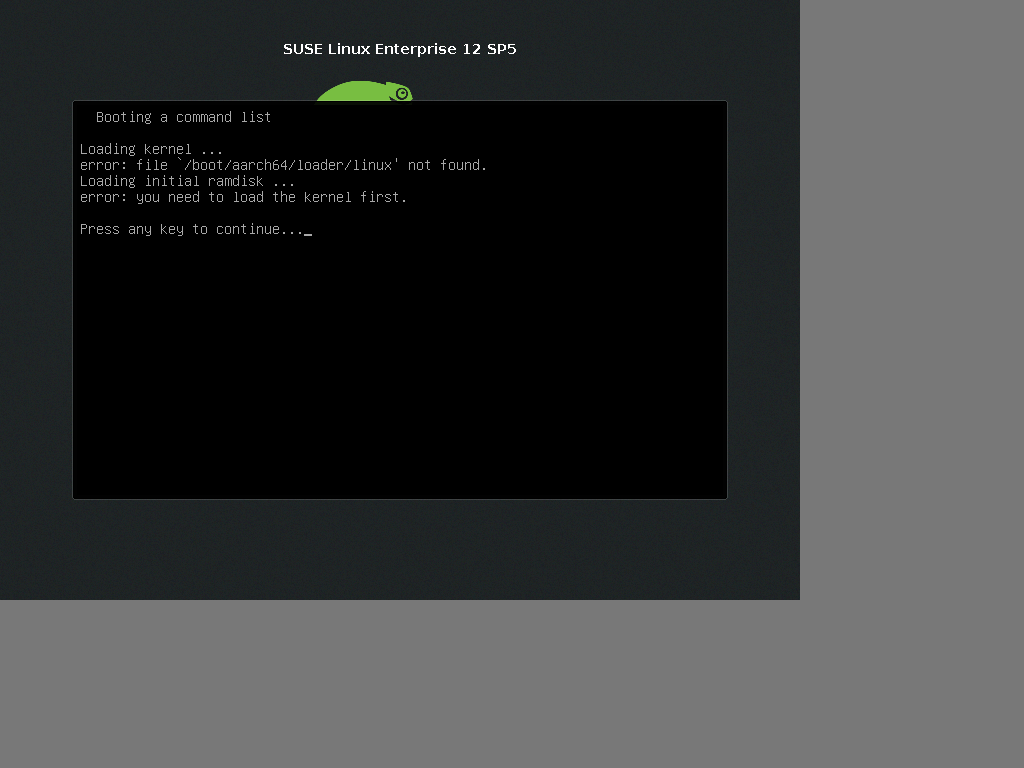 SUSE Linux Enterprise 12 SP5
Booting a command list
Loading kernel ...
error: file `/boot/aarch64/loader/linux' not found.
Loading initial ramdisk ...
error: you need to load the kernel first.
Press any key to continue..._